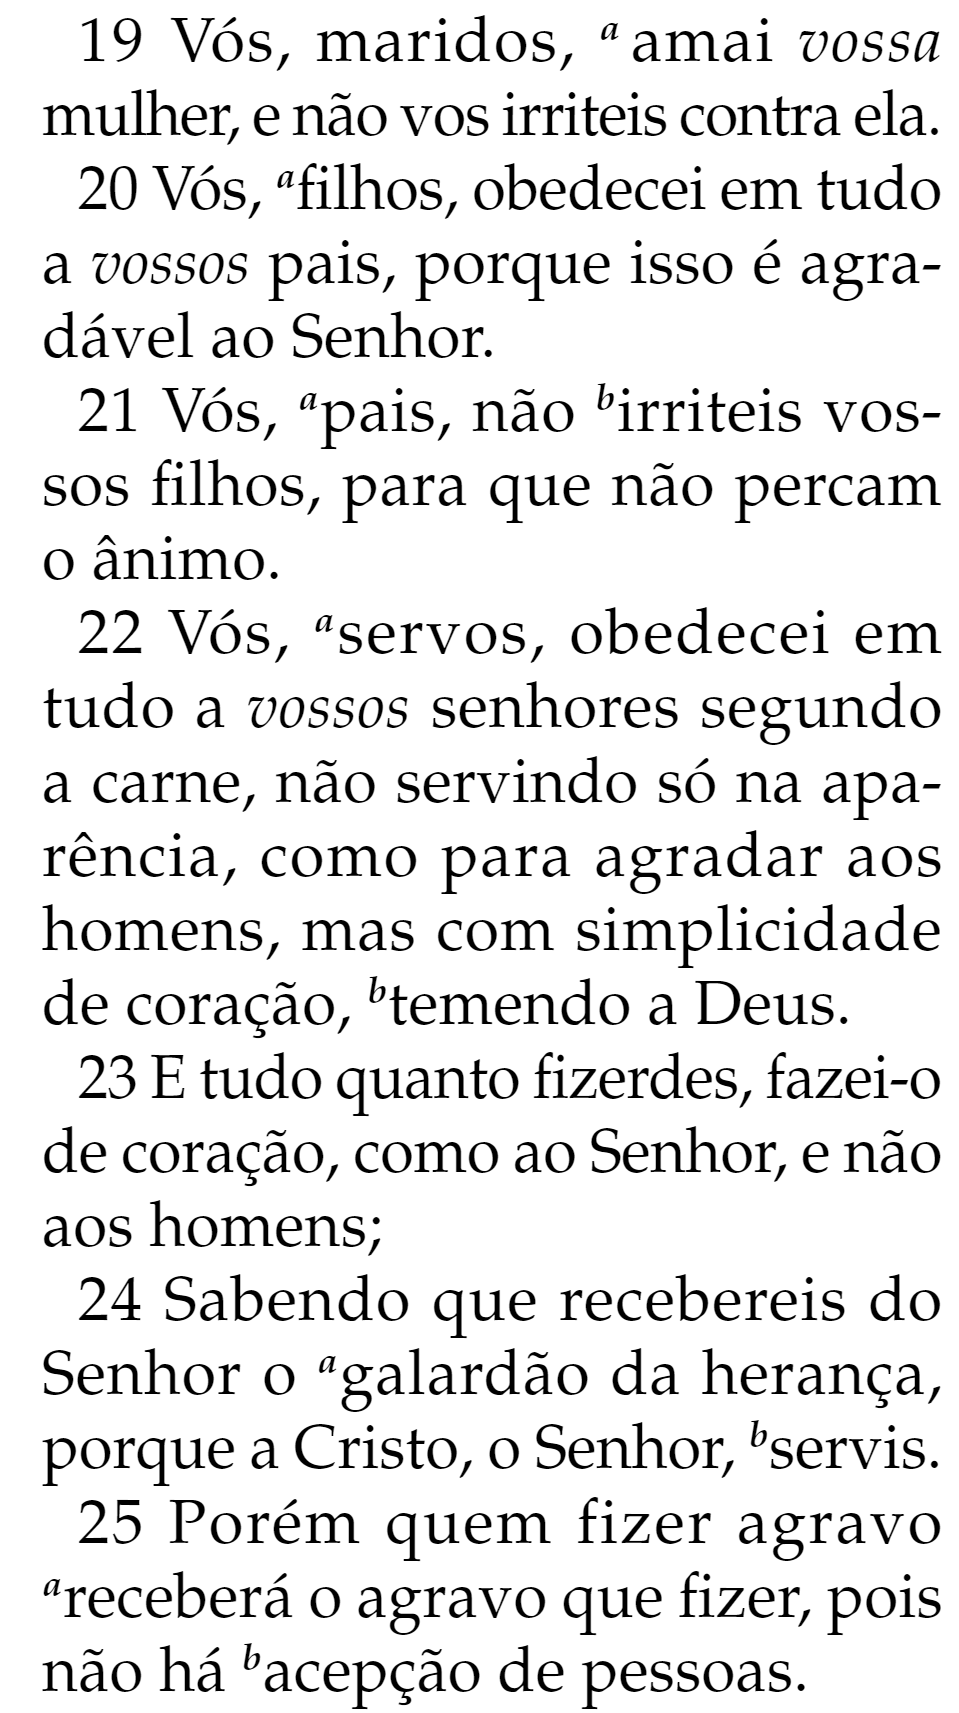 19 Vós, maridos, a amai vossa
mulher, e não vos irriteis contra ela.
20 Vós, afilhos, obedecei em tudo
a vossos pais, porque isso é agra-
dável ao Senhor.
21 Vós, apais, não birriteis vos-
sos filhos, para que não percam
o ânimo.
22 Vós, aservos, obedecei em
tudo a vossos senhores segundo
a carne, não servindo só na apa-
rência, como para agradar aos
homens, mas com simplicidade
de coração, btemendo a Deus.
23 E tudo quanto fizerdes, fazei-o
de coração, como ao Senhor, e não
aos homens;
24 Sabendo que recebereis do
Senhor o agalardão da herança,
porque a Cristo, o Senhor, bservis.
25 Porém quem fizer agravo
areceberá o agravo que fizer, pois
não há bacepção de pessoas.